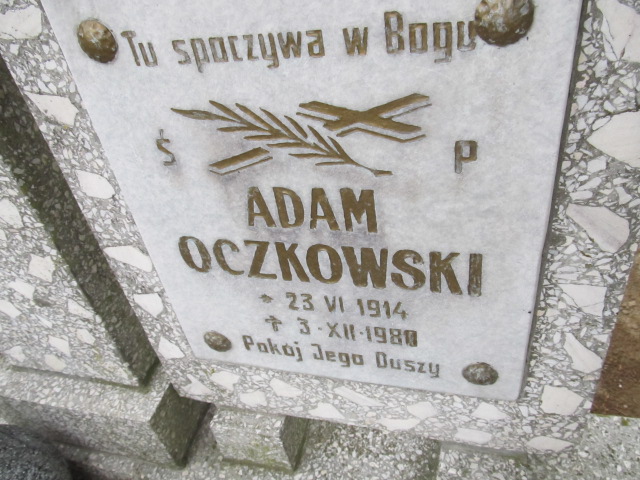 Tu spoczywa w Bogu
Ś P
ADAM
OCZKOWSKI
* 23 VI 1914
† 3-XII-1980
Pokój Jego Duszy